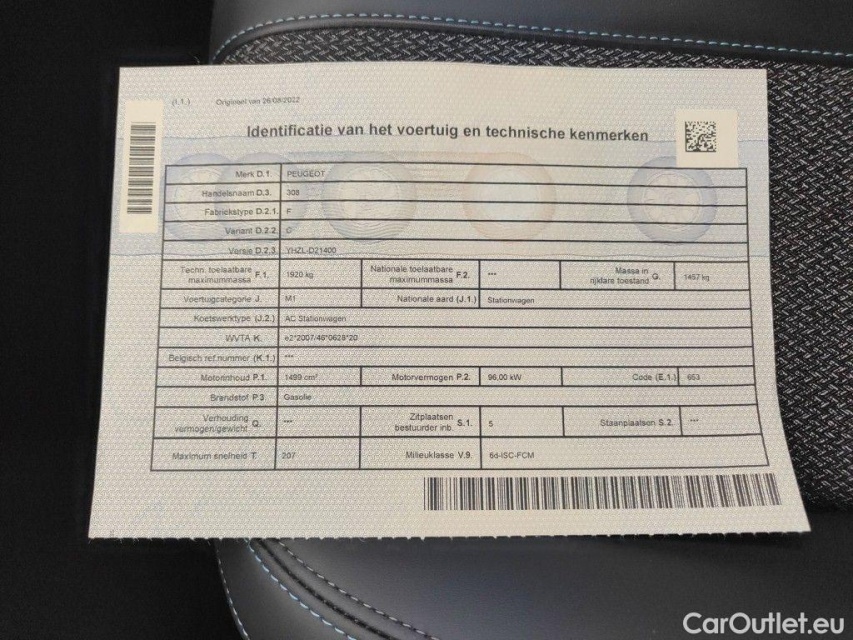 (I.1.) Origineel van 26/08/2022
Identificatie van het voertuig en technische kenmerken
Merk D.1. PEUGEOT
Handelsnaam D.3. 308
Fabriekstype D.2.1. F
Variant D.2.2. C
Versie D.2.3. YHZL-D21400
Techn. toelaatbare maximummassa F.1. 1920 kg Nationale toelaatbare maximummassa F.2. --- Massa in rijklare toestand G. 1457 kg
Voertuigcategorie J. M1 Nationale aard (J.1.) Stationwagen
Koetswerktype (J.2.) AC Stationwagen
WVTA K. e2*2007/46*0628*20
Belgisch ref.nummer (K.1.) ***
Motorinhoud P.1. 1499 cm³ Motorvermogen P.2. 96.00 kW Code (E.1.) 653
Brandstof P.3. Gasolie
Verhouding vermogen/gewicht Q. --- Zitplaatsen bestuurder inb. S.1. 5 Staanplaatsen S.2. ---
Maximum snelheid T. 207 Milieuklasse V.9. 6d-ISC-FCM
CarOutlet.eu